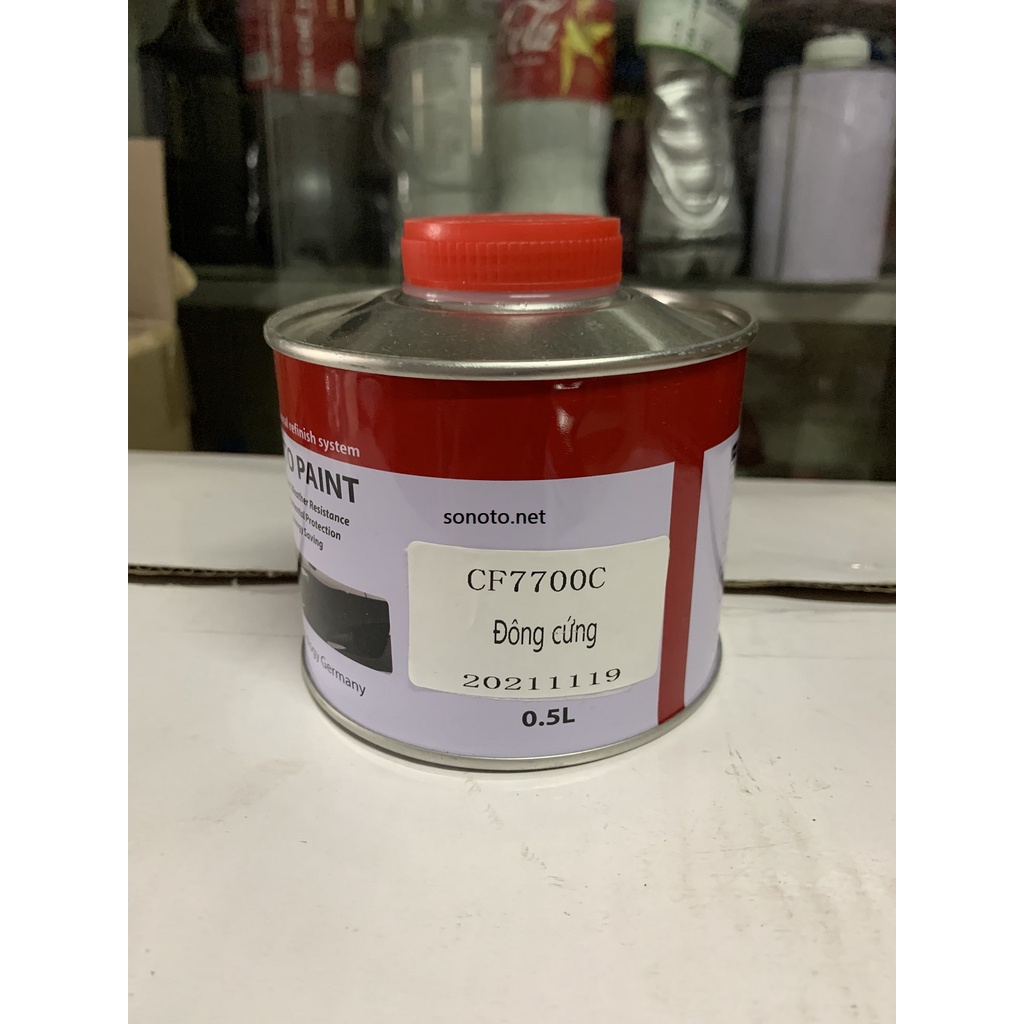 refinish system
PAINT
Resistance
Protection
Saving
Germany
sonoto.net
CF7700C
Đông cứng
20211119
0.5L